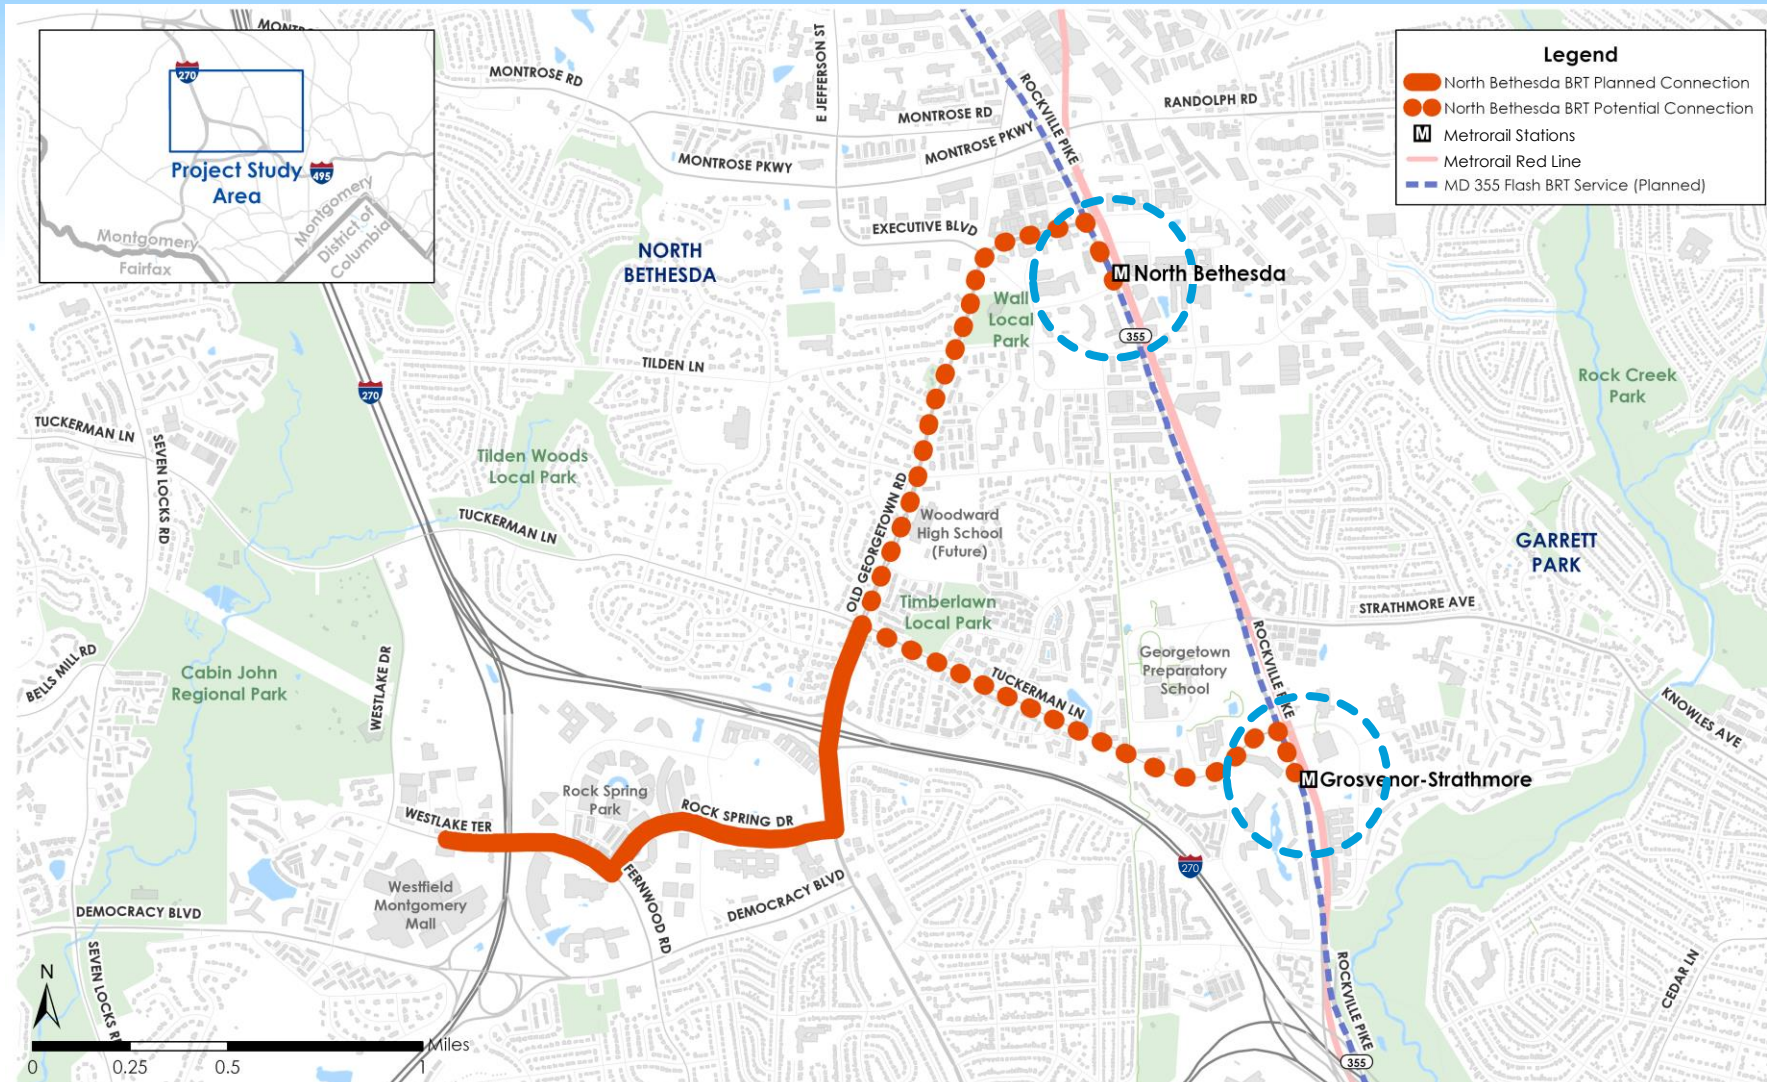 MONTR
270
Project Study
Area
495
Montgomery
Fairfax
Montgomery
District of
Columbia
Legend
North Bethesda BRT Planned Connection
North Bethesda BRT Potential Connection
M Metrorail Stations
Metrorail Red Line
MD 355 Flash BRT Service (Planned)
MONTROSE RD
E JEFFERSON ST
MONTROSE RD
RANDOLPH RD
ROCKVILLE PIKE
MONTROSE PKWY
MONTROSE PKWY
EXECUTIVE BLVD
NORTH
BETHESDA
M North Bethesda
Wall
Local
Park
355
TILDEN LN
270
Rock Creek
Park
TUCKERMAN LN
SEVEN LOCKS RD
Tilden Woods
Local Park
TUCKERMAN LN
OLD GEORGETOWN RD
Woodward
High School
(Future)
GARRETT
PARK
Timberlawn
Local Park
STRATHMORE AVE
ROCKVILLE PIKE
Georgetown
Preparatory
School
BELLS MILL RD
Cabin John
Regional Park
WESTLAKE DR
TUCKERMAN LN
KNOWLES AVE
M Grosvenor-Strathmore
Rock Spring
Park
WESTLAKE TER
ROCK SPRING DR
270
FERNWOOD RD
Westfield
Montgomery
Mall
DEMOCRACY BLVD
DEMOCRACY BLVD
SEVEN LOCKS R
ROCKVILLE PIKE
CEDAR LN
N
Miles
0 0.25 0.5 1
355